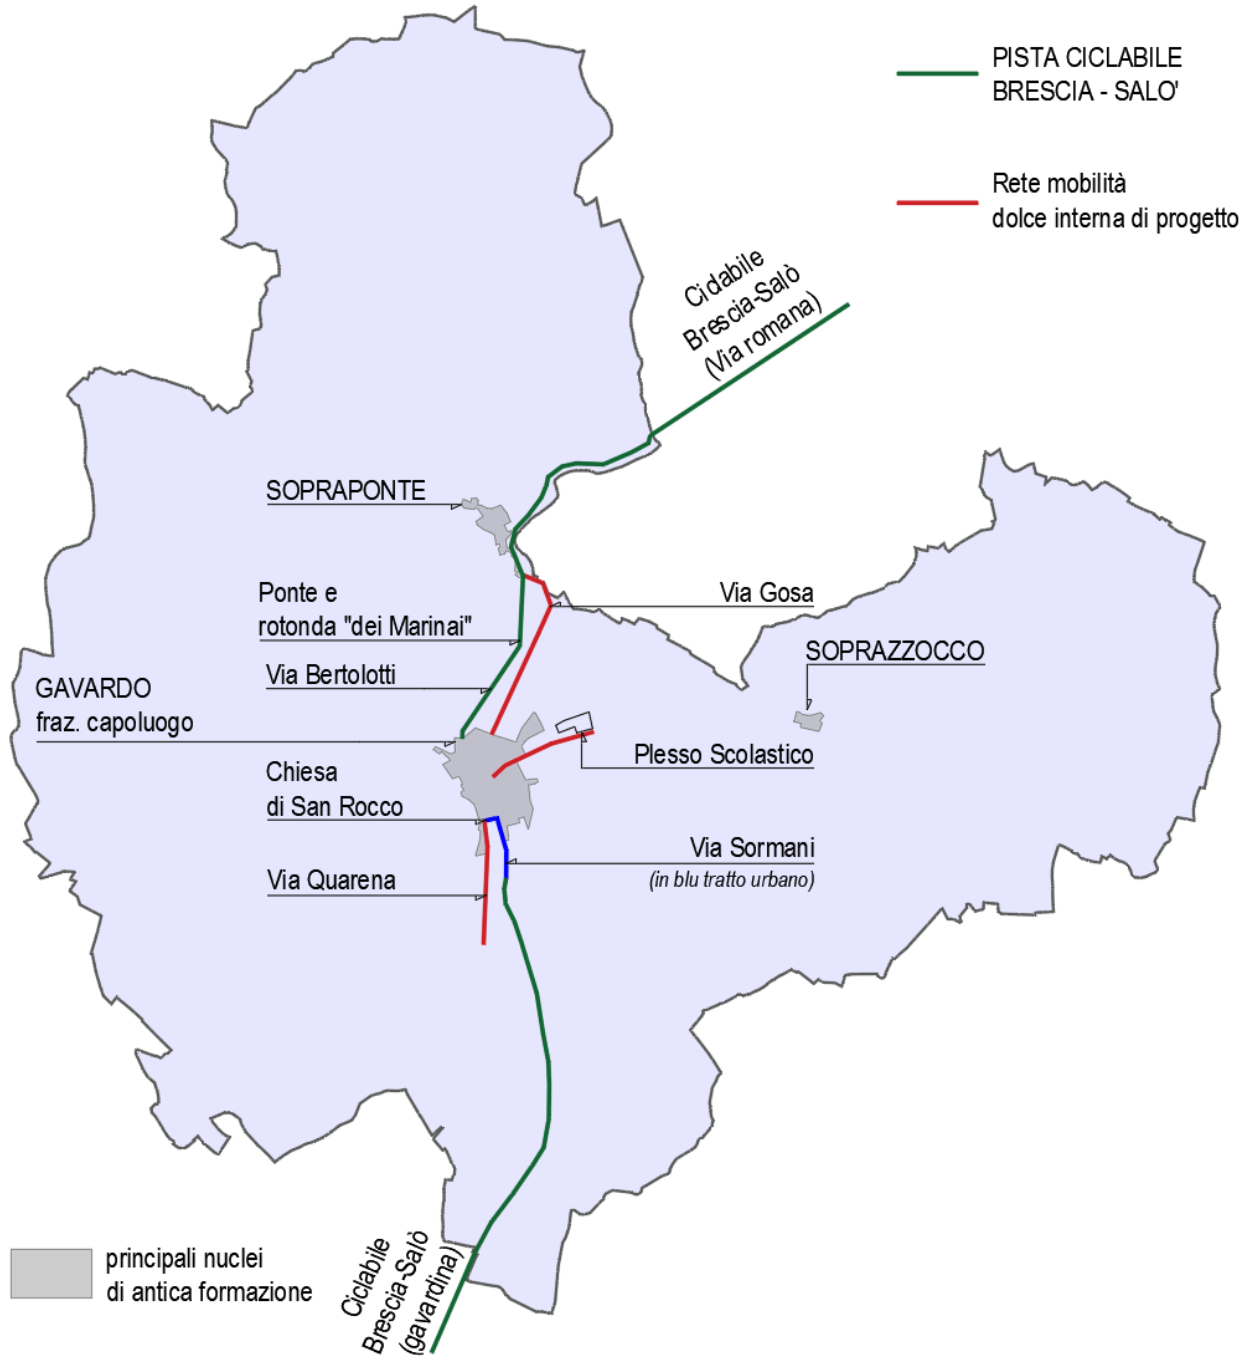 PISTA CICLABILE
BRESCIA - SALO'
Rete mobilità
dolce interna di progetto
Ciclabile
Brescia-Salò
(Via romana)
SOPRAPONTE
Ponte e
rotonda "dei Marinai"
Via Gosa
SOPRAZZOCCO
Via Bertolotti
GAVARDO
fraz. capoluogo
Plesso Scolastico
Chiesa
di San Rocco
Via Sormani
(in blu tratto urbano)
Via Quarena
Ciclabile
Brescia-Salò
(gavardina)
principali nuclei
di antica formazione